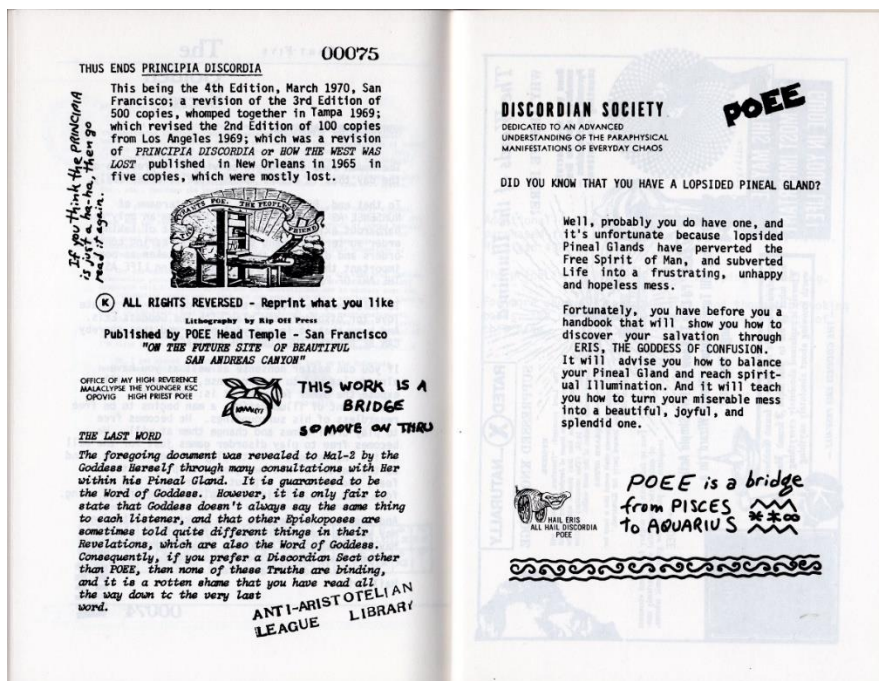 00075
THUS ENDS PRINCIPIA DISCORDIA
This being the 4th Edition, March 1970, San
Francisco; a revision of the 3rd Edition of
500 copies, whomped together in Tampa 1969;
which revised the 2nd Edition of 100 copies
from Los Angeles 1969; which was a revision
of PRINCIPIA DISCORDIA or HOW THE WEST WAS
LOST published in New Orleans in 1965 in
five copies, which were mostly lost.
If you think the PRINCIPIA
is just a ha-ha, then go
read it again.
POE. THE PEOPLE'S
FRIEND
K ALL RIGHTS REVERSED - Reprint what you like
Lithography by Rip Off Press
Published by POEE Head Temple - San Francisco
"ON THE FUTURE SITE OF BEAUTIFUL
SAN ANDREAS CANYON"
OFFICE OF MY HIGH REVERENCE
MALACLYPSE THE YOUNGER KSC
OPOVIG HIGH PRIEST POEE
KALLISTI
THIS WORK IS A
BRIDGE
SO MOVE ON THRU
THE LAST WORD
The foregoing document was revealed to Mal-2 by the
Goddess Herself through many consultations with Her
within his Pineal Gland. It is guaranteed to be
the Word of Goddess. However, it is only fair to
state that Goddess doesn't always say the same thing
to each listener, and that other Episkoposes are
sometimes told quite different things in their
Revelations, which are also the Word of Goddess.
Consequently, if you prefer a Discordian Sect other
than POEE, then none of these Truths are binding,
and it is a rotten shame that you have read all
the way down to the very last
word.
ANTI-ARISTOTELIAN
LEAGUE LIBRARY
DISCORDIAN SOCIETY
DEDICATED TO AN ADVANCED
UNDERSTANDING OF THE PARAPHYSICAL
MANIFESTATIONS OF EVERYDAY CHAOS
POEE
DID YOU KNOW THAT YOU HAVE A LOPSIDED PINEAL GLAND?
Well, probably you do have one, and
it's unfortunate because lopsided
Pineal Glands have perverted the
Free Spirit of Man, and subverted
Life into a frustrating, unhappy
and hopeless mess.
Fortunately, you have before you a
handbook that will show you how to
discover your salvation through
ERIS, THE GODDESS OF CONFUSION.
It will advise you how to balance
your Pineal Gland and reach spirit-
ual Illumination. And it will teach
you how to turn your miserable mess
into a beautiful, joyful, and
splendid one.
HAIL ERIS
ALL HAIL DISCORDIA
POEE
POEE is a bridge
from PISCES
to AQUARIUS